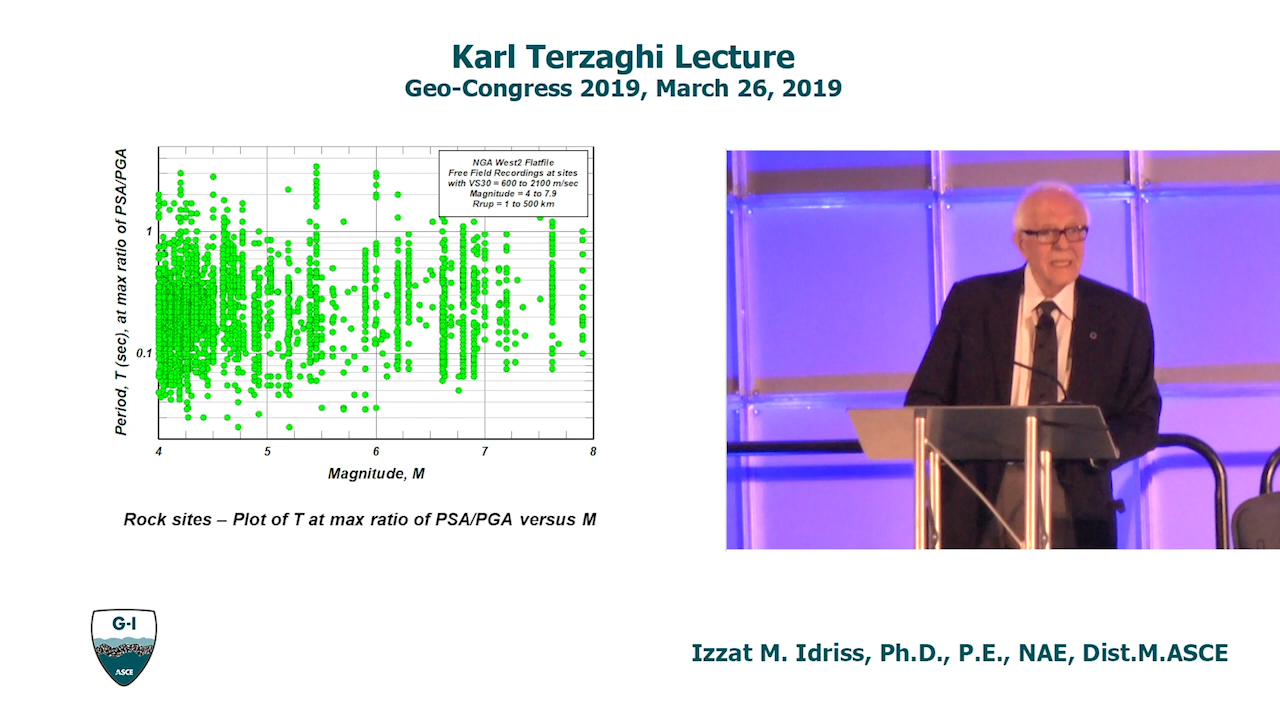 Karl Terzaghi Lecture
Geo-Congress 2019, March 26, 2019
Period, T (sec), at max ratio of PSA/PGA
1
0.1
NGA West2 Flatfile
Free Field Recordings at sites
with VS30 = 600 to 2100 m/sec
Magnitude = 4 to 7.9
Rrup = 1 to 500 km
4 5 6 7 8
Magnitude, M
Rock sites – Plot of T at max ratio of PSA/PGA versus M
G-I
ASCE
Izzat M. Idriss, Ph.D., P.E., NAE, Dist.M.ASCE